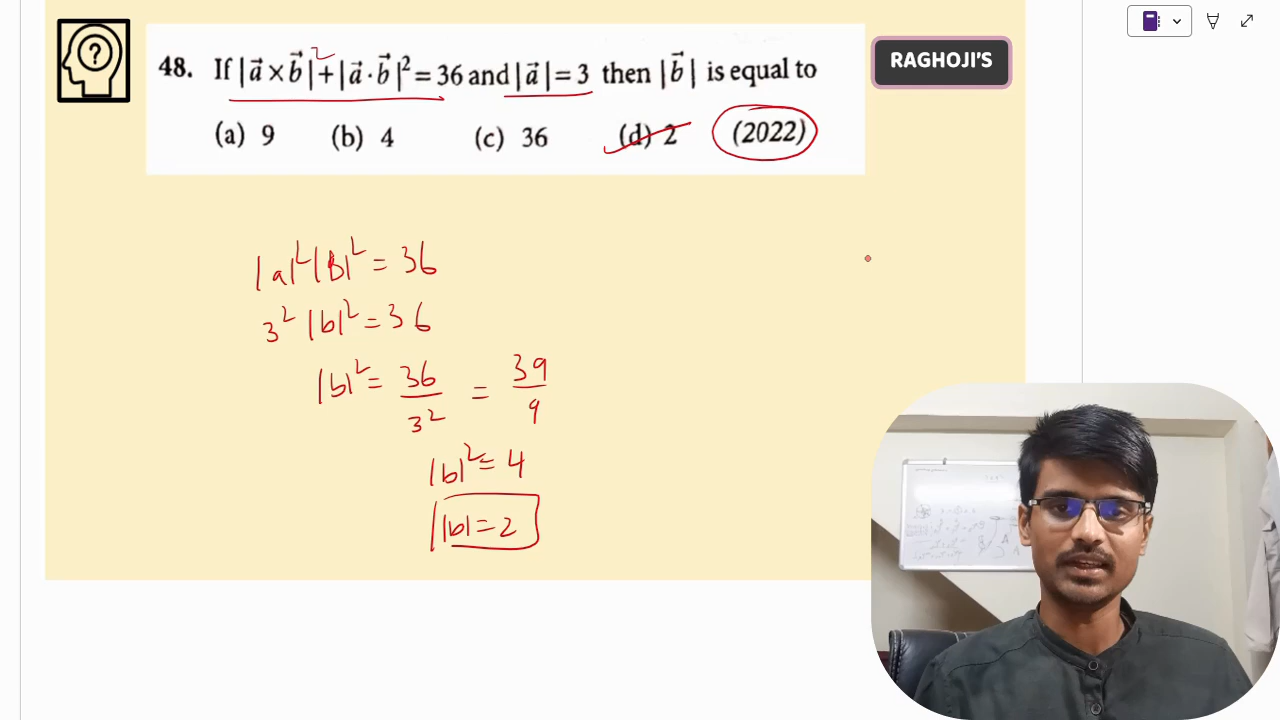 RAGHOJI'S
48. If |a⃗ × b⃗|² + |a⃗ · b⃗|² = 36 and |a⃗| = 3 then |b⃗| is equal to
(a) 9 (b) 4 (c) 36 (d) 2 (2022)
|a|² |b|² = 36
3² |b|² = 36
|b|² = 36/3² = 39/9
|b|² = 4
|b| = 2